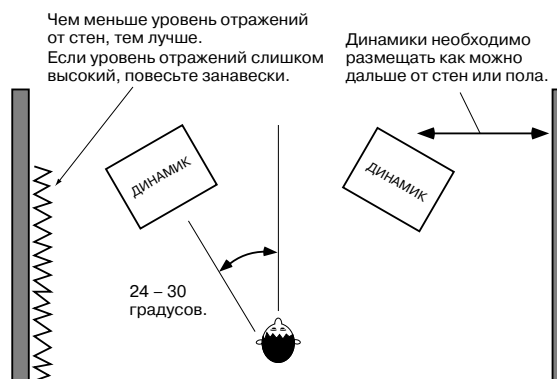 Чем меньше уровень отражений
от стен, тем лучше.
Если уровень отражений слишком
высокий, повесьте занавески.
Динамики необходимо
размещать как можно
дальше от стен или пола.
ДИНАМИК
ДИНАМИК
24 – 30
градусов.